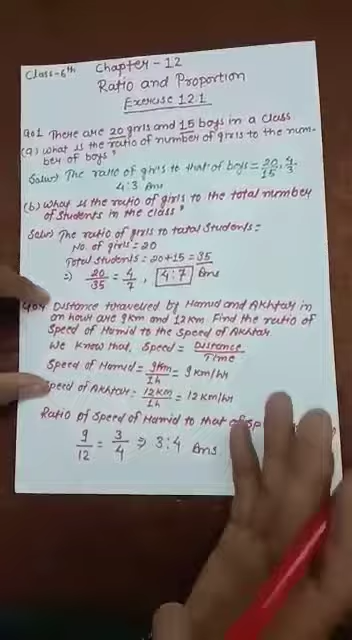 Class-6th Chapter-12
Ratio and Proportion
Exercise 12.1
Q01 There are 20 girls and 15 boys in a class
(a) What is the ratio of number of girls to the num-
ber of boys?
Solu:) The ratio of girls to that of boys = 20/15, 4/3.
4:3 Ans
(b) What is the ratio of girls to the total number
of Students in the class?
Solu:) The ratio of girls to total Students =
No. of girls = 20
Total Students = 20+15 = 35
⇒ 20/35 = 4/7, 4:7 Ans
Distance travelled by Hamid and Akhtar in
an hour are 9km and 12km. Find the ratio of
Speed of Hamid to the Speed of Akhtar.
We know that, Speed = Distance/Time
Speed of Hamid = 9Km/1h = 9 km/hr
Speed of Akhtar = 12Km/1h = 12 km/hr
Ratio of Speed of Hamid to that of
9/12 = 3/4 ⇒ 3:4 Ans